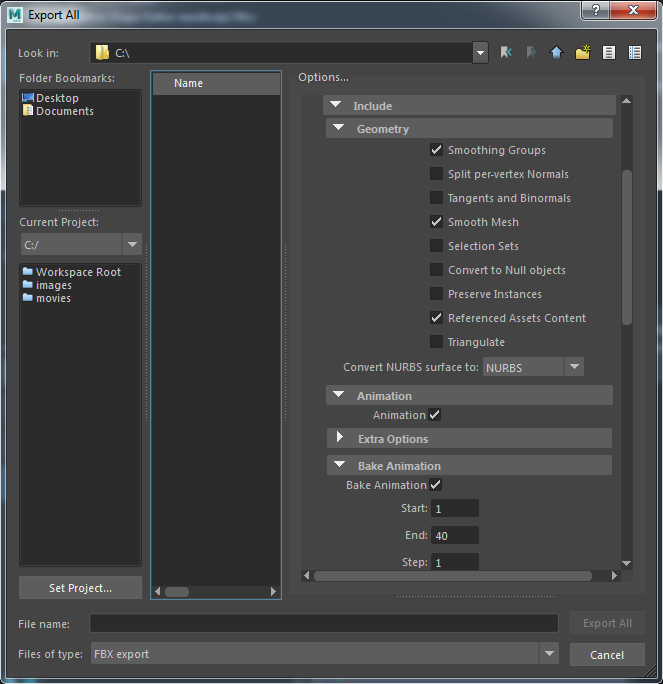 Export All
Look in:
C:\
Folder Bookmarks:
Desktop
Documents
Current Project:
C:/
Workspace Root
images
movies
Set Project...
Name
Options...
Include
Geometry
Smoothing Groups
Split per-vertex Normals
Tangents and Binormals
Smooth Mesh
Selection Sets
Convert to Null objects
Preserve Instances
Referenced Assets Content
Triangulate
Convert NURBS surface to: NURBS
Animation
Animation
Extra Options
Bake Animation
Bake Animation
Start: 1
End: 40
Step: 1
File name:
Export All
Files of type: FBX export
Cancel